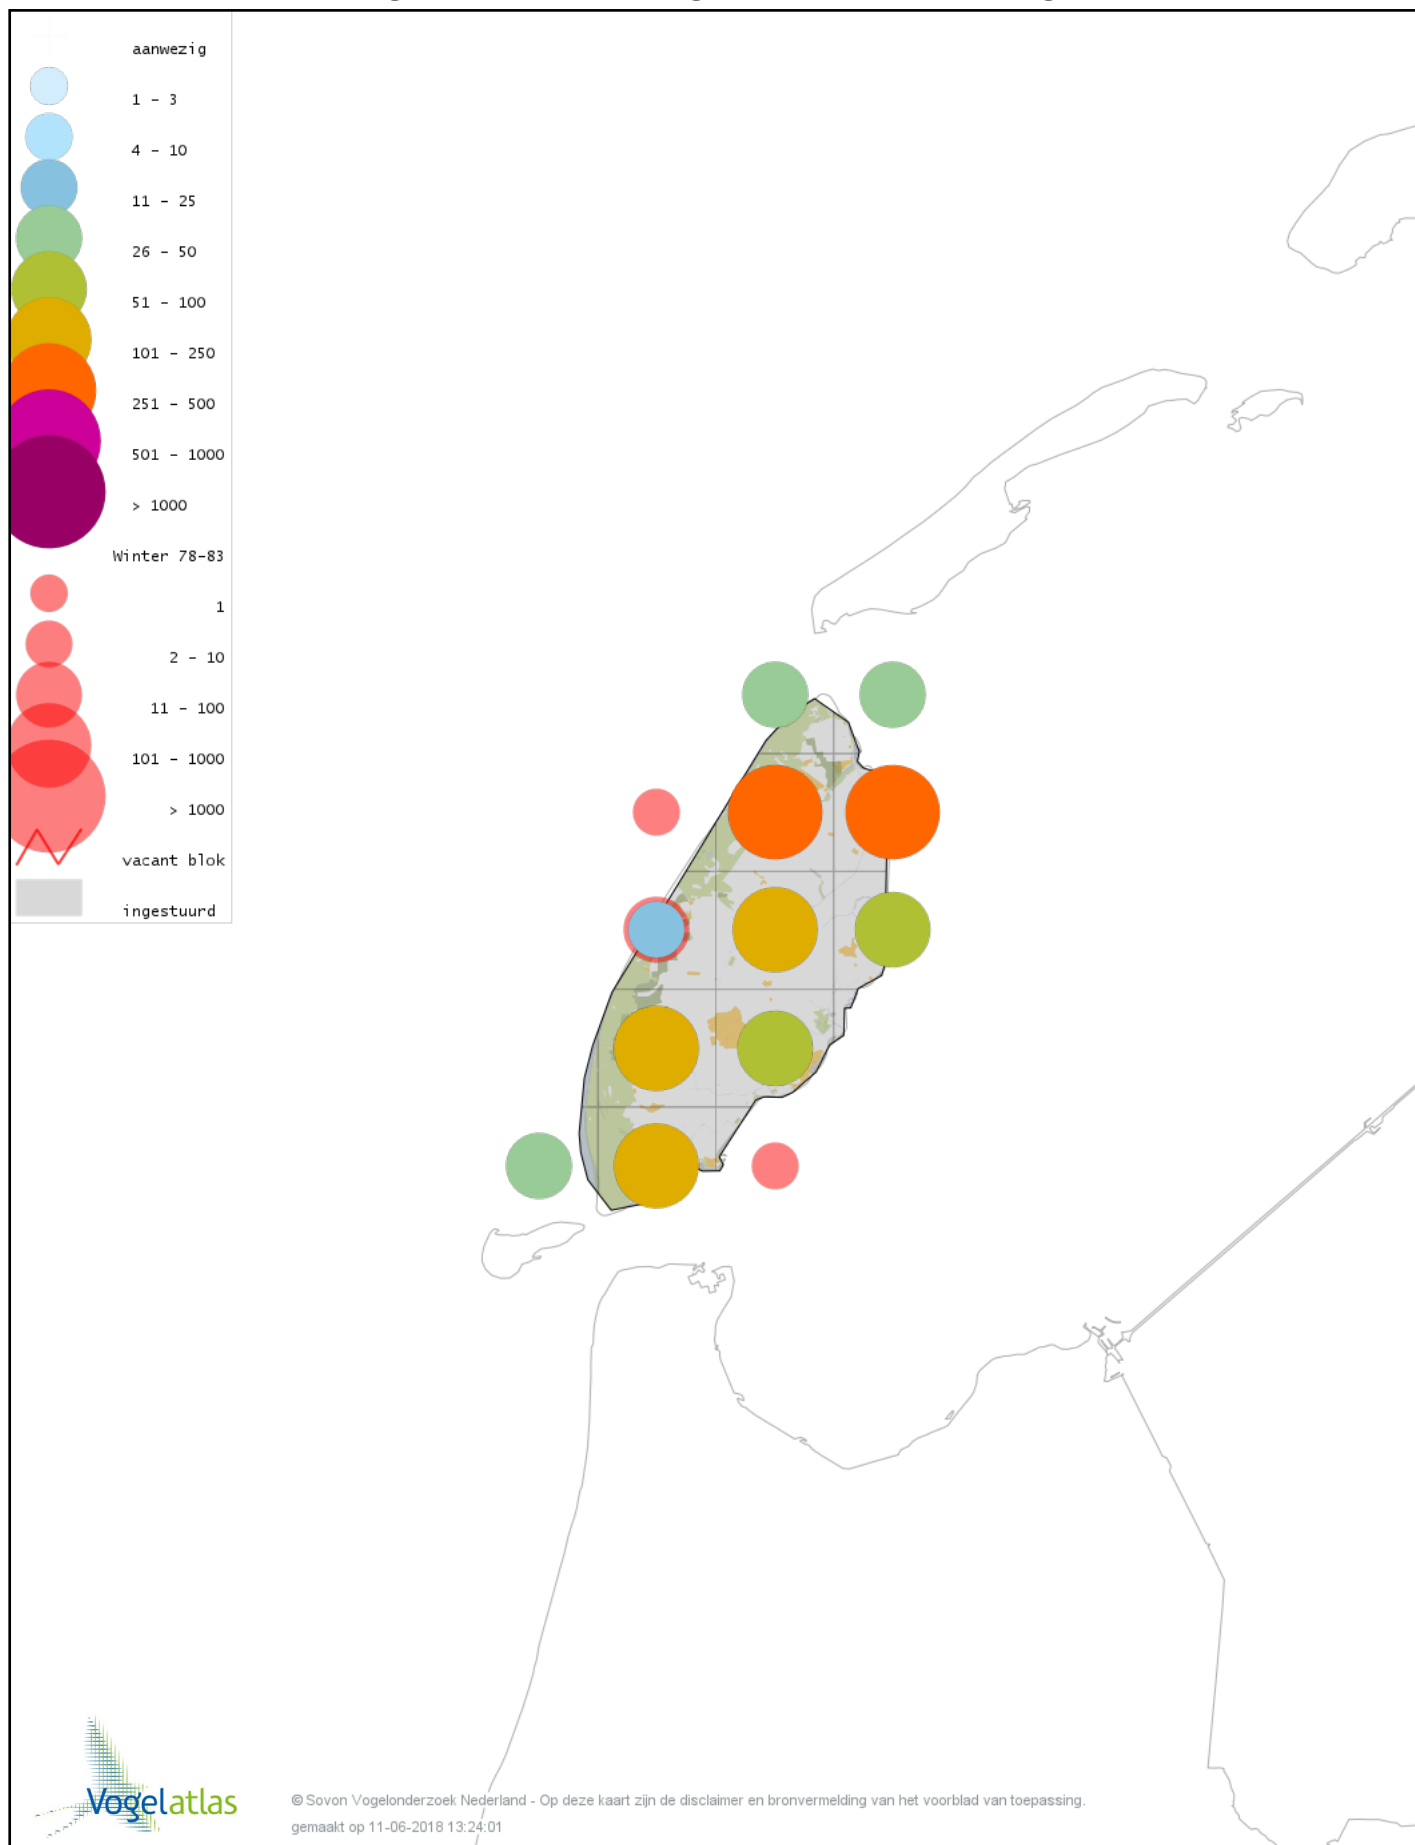 aanwezig
1 - 3
4 - 10
11 - 25
26 - 50
51 - 100
101 - 250
251 - 500
501 - 1000
> 1000
Winter 78-83
1
2 - 10
11 - 100
101 - 1000
> 1000
vacant blok
ingestuurd
Vogelatlas
© Sovon Vogelonderzoek Nederland - Op deze kaart zijn de disclaimer en bronvermelding van het voorblad van toepassing.
gemaakt op 11-06-2018 13:24:01